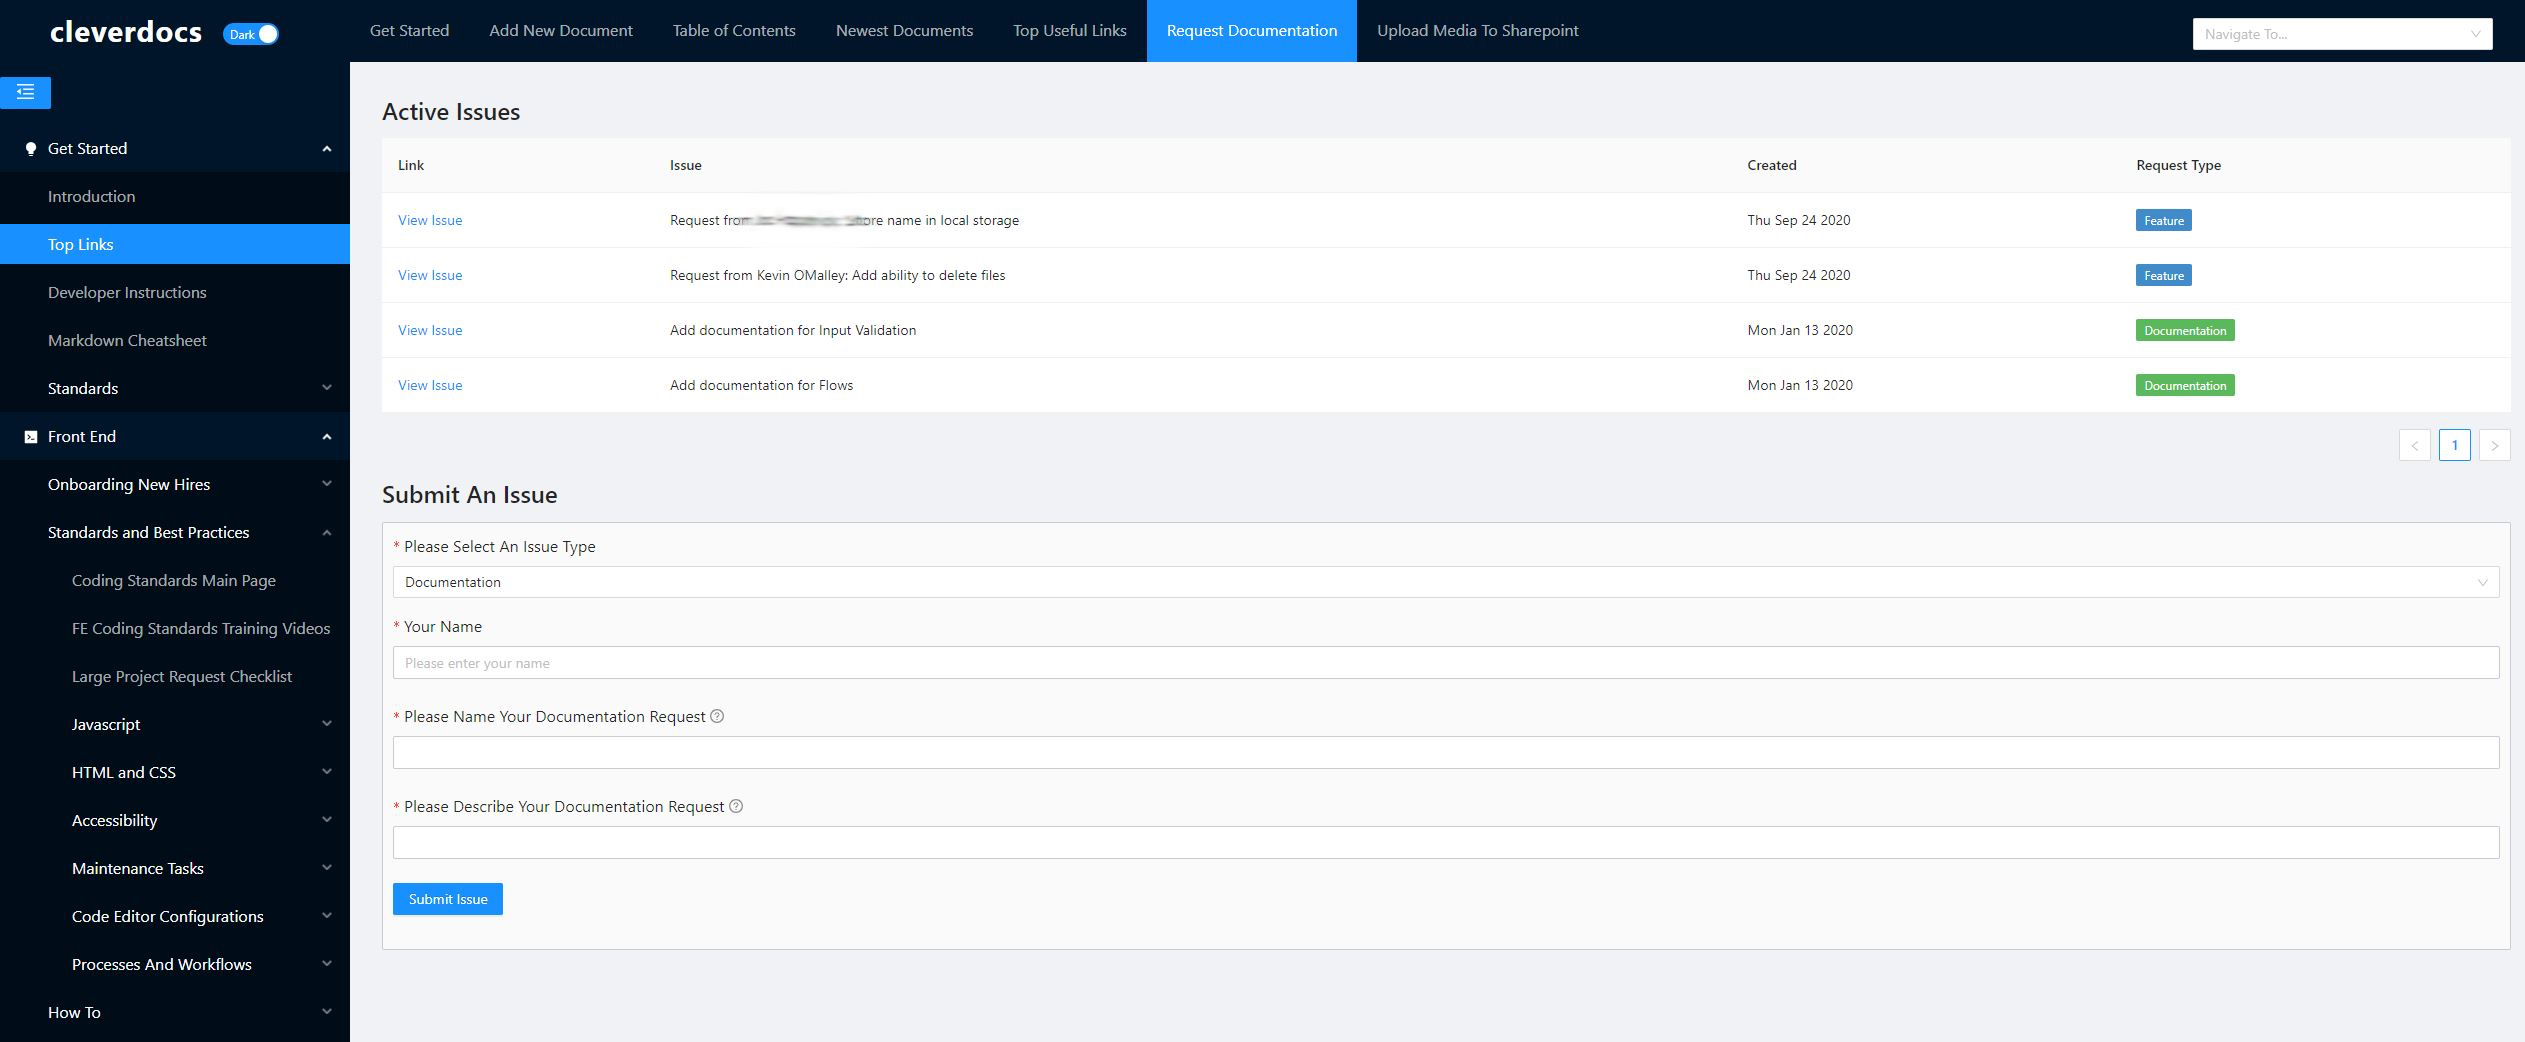 cleverdocs Dark Get Started Add New Document Table of Contents Newest Documents Top Useful Links Request Documentation Upload Media To Sharepoint Navigate To...
Get Started
Introduction
Top Links
Developer Instructions
Markdown Cheatsheet
Standards
Front End
Onboarding New Hires
Standards and Best Practices
Coding Standards Main Page
FE Coding Standards Training Videos
Large Project Request Checklist
Javascript
HTML and CSS
Accessibility
Maintenance Tasks
Code Editor Configurations
Processes And Workflows
How To
Active Issues
Link Issue Created Request Type
View Issue Request name in local storage Thu Sep 24 2020 Feature
View Issue Request from Kevin OMalley: Add ability to delete files Thu Sep 24 2020 Feature
View Issue Add documentation for Input Validation Mon Jan 13 2020 Documentation
View Issue Add documentation for Flows Mon Jan 13 2020 Documentation
< 1 >
Submit An Issue
* Please Select An Issue Type
Documentation
* Your Name
Please enter your name
* Please Name Your Documentation Request ?
* Please Describe Your Documentation Request ?
Submit Issue